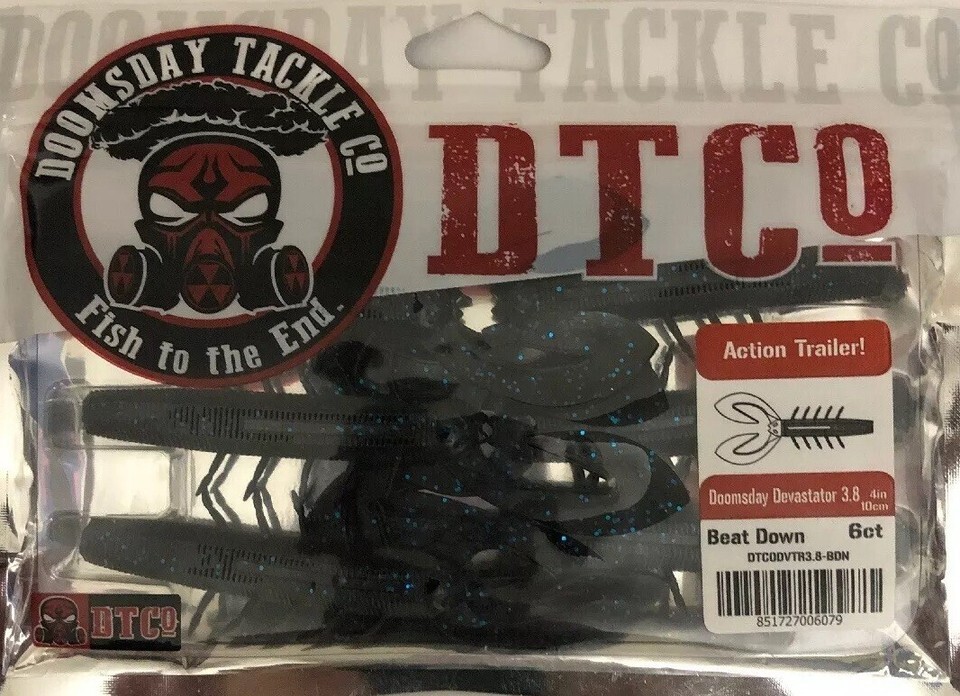 DOOMSDAY TACKLE CO
DOOMSDAY TACKLE CO
Fish to the End.
DTCO
Action Trailer!
Doomsday Devastator 3.8 4in
10cm
Beat Down 6ct
DTCODVTR3.8-BDN
851727006079
DTCO